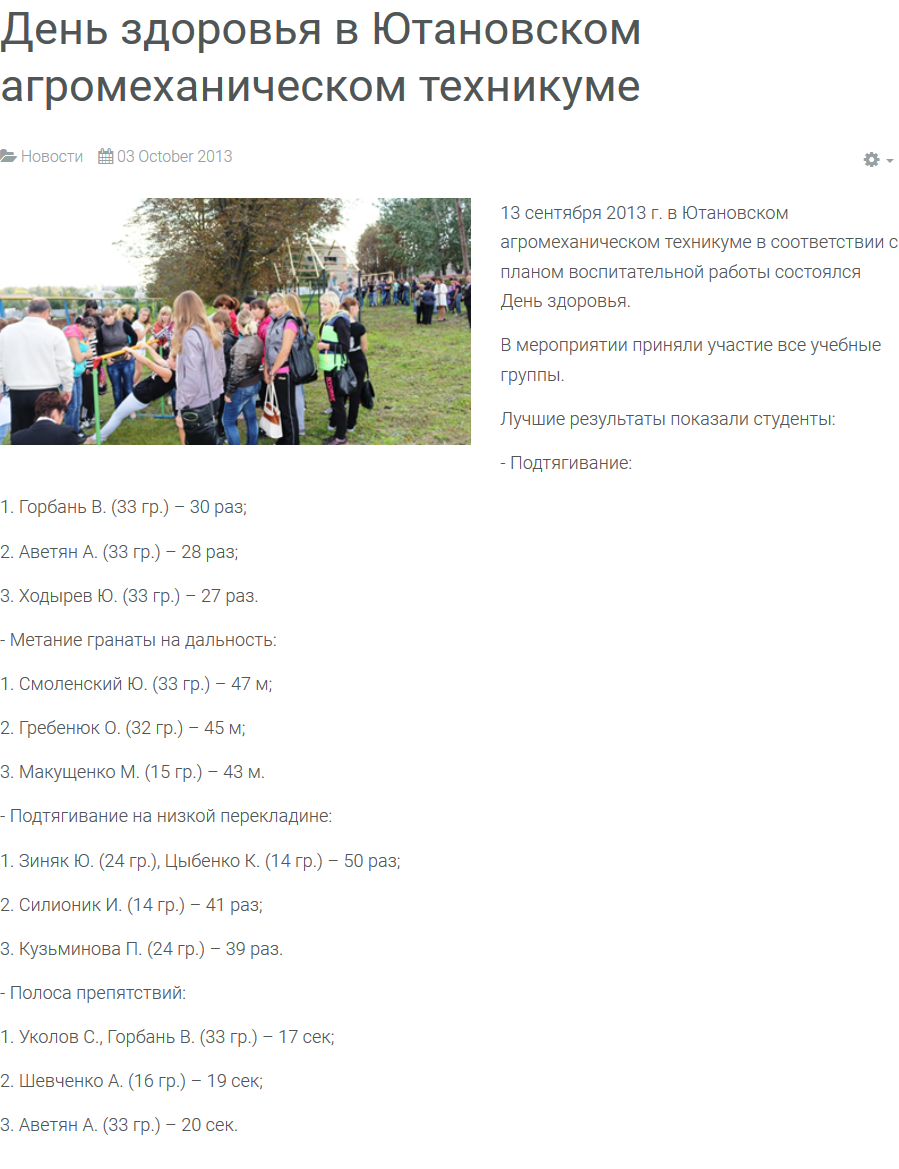 День здоровья в Ютановском
агромеханическом техникуме
Новости 03 October 2013
13 сентября 2013 г. в Ютановском
агромеханическом техникуме в соответствии с
планом воспитательной работы состоялся
День здоровья.
В мероприятии приняли участие все учебные
группы.
Лучшие результаты показали студенты:
- Подтягивание:
1. Горбань В. (33 гр.) – 30 раз;
2. Аветян А. (33 гр.) – 28 раз;
3. Ходырев Ю. (33 гр.) – 27 раз.
- Метание гранаты на дальность:
1. Смоленский Ю. (33 гр.) – 47 м;
2. Гребенюк О. (32 гр.) – 45 м;
3. Макущенко М. (15 гр.) – 43 м.
- Подтягивание на низкой перекладине:
1. Зиняк Ю. (24 гр.), Цыбенко К. (14 гр.) – 50 раз;
2. Силионик И. (14 гр.) – 41 раз;
3. Кузьминова П. (24 гр.) – 39 раз.
- Полоса препятствий:
1. Уколов С., Горбань В. (33 гр.) – 17 сек;
2. Шевченко А. (16 гр.) – 19 сек;
3. Аветян А. (33 гр.) – 20 сек.